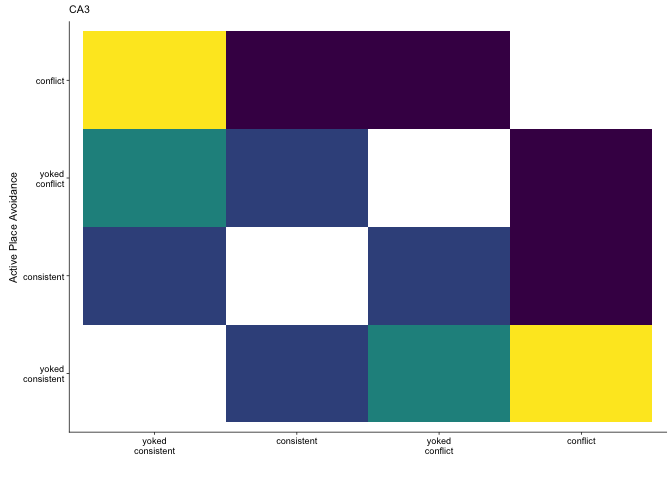 CA3
Active Place Avoidance
conflict
yoked
conflict
consistent
yoked
consistent
yoked
consistent
consistent
yoked
conflict
conflict